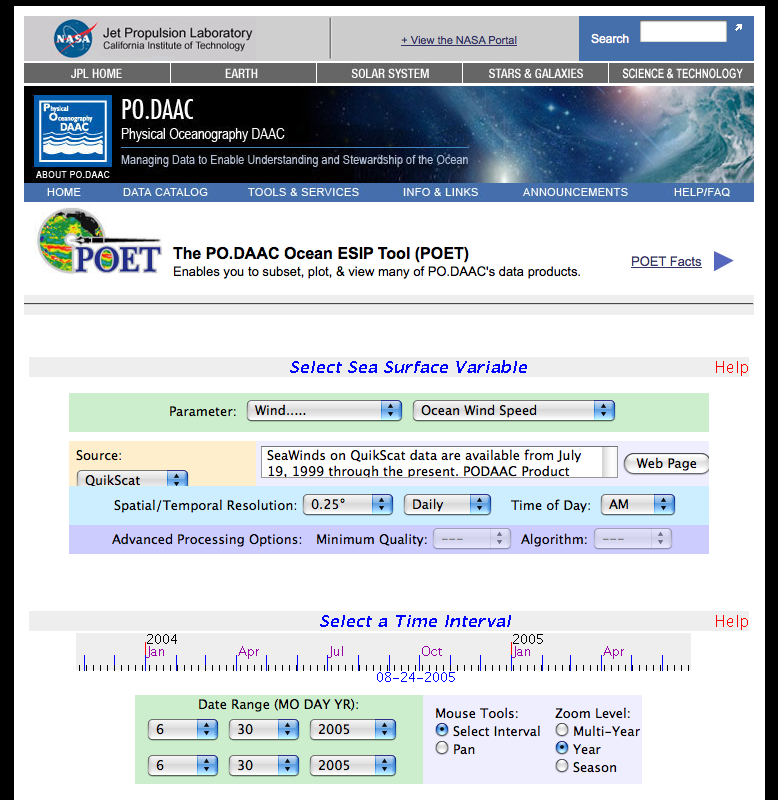 NASA
Jet Propulsion Laboratory
California Institute of Technology
+ View the NASA Portal
Search
JPL HOME EARTH SOLAR SYSTEM STARS & GALAXIES SCIENCE & TECHNOLOGY
Physical
Oceanography
DAAC
ABOUT PO.DAAC
PO.DAAC
Physical Oceanography DAAC
Managing Data to Enable Understanding and Stewardship of the Ocean
HOME DATA CATALOG TOOLS & SERVICES INFO & LINKS ANNOUNCEMENTS HELP/FAQ
POET
The PO.DAAC Ocean ESIP Tool (POET)
Enables you to subset, plot, & view many of PO.DAAC's data products.
POET Facts
Select Sea Surface Variable Help
Parameter: Wind..... Ocean Wind Speed
Source:
QuikScat
SeaWinds on QuikScat data are available from July
19, 1999 through the present. PODAAC Product
Web Page
Spatial/Temporal Resolution: 0.25° Daily Time of Day: AM
Advanced Processing Options: Minimum Quality: --- Algorithm: ---
Select a Time Interval Help
2004 2005
Jan Apr Jul Oct Jan Apr
08-24-2005
Date Range (MO DAY YR):
6 30 2005
6 30 2005
Mouse Tools:
Select Interval
Pan
Zoom Level:
Multi-Year
Year
Season